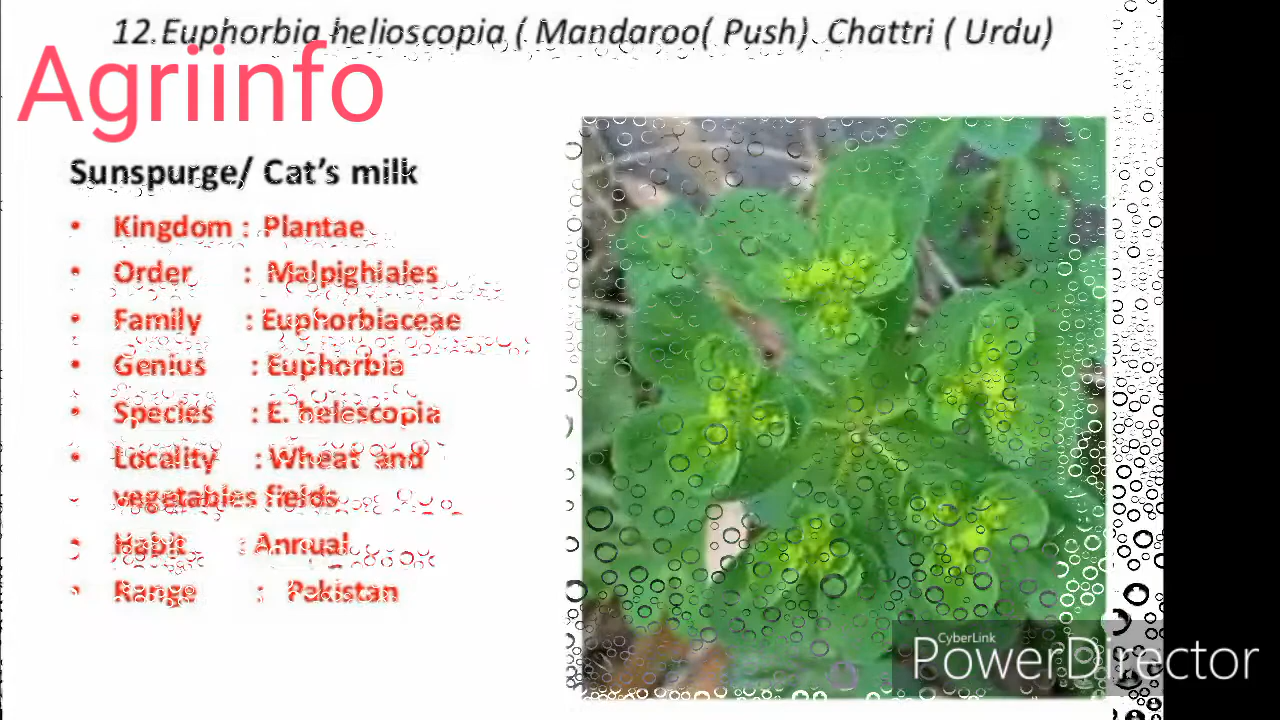 12.Euphorbia helioscopia ( Mandaroo( Push) Chattri ( Urdu)
Agriinfo
Sunspurge/ Cat's milk
• Kingdom : Plantae
• Order : Malpighiales
• Family : Euphorbiaceae
• Genius : Euphorbia
• Species : E. helescopia
• Locality : Wheat and
vegetables fields
• Habit : Annual
• Range : Pakistan
CyberLink
PowerDirector